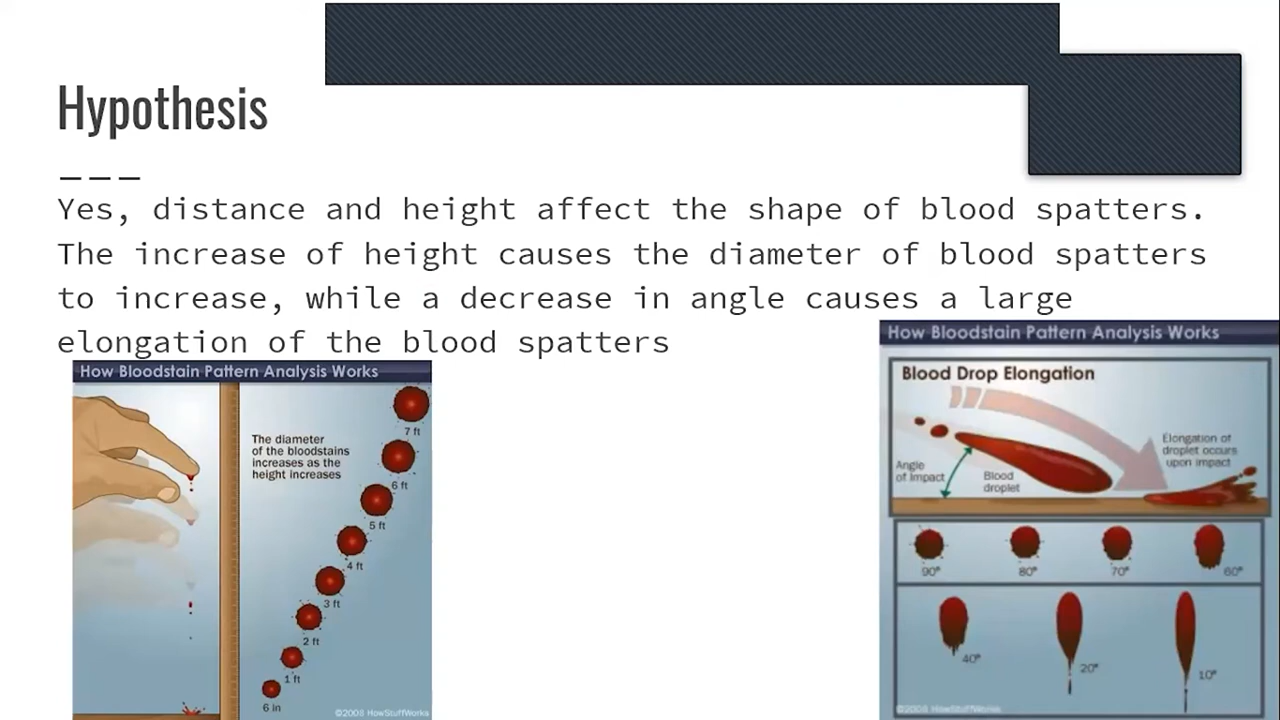 Hypothesis
Yes, distance and height affect the shape of blood spatters.
The increase of height causes the diameter of blood spatters
to increase, while a decrease in angle causes a large
elongation of the blood spatters
How Bloodstain Pattern Analysis Works
The diameter
of the bloodstains
increases as the
height increases
7 ft
6 ft
5 ft
4 ft
3 ft
2 ft
1 ft
6 in
©2008 HowStuffWorks
How Bloodstain Pattern Analysis Works
Blood Drop Elongation
Elongation of
droplet occurs
upon impact
Angle
of Impact
Blood
droplet
90°
80°
70°
60°
40°
20°
10°
©2008 HowStuffWorks